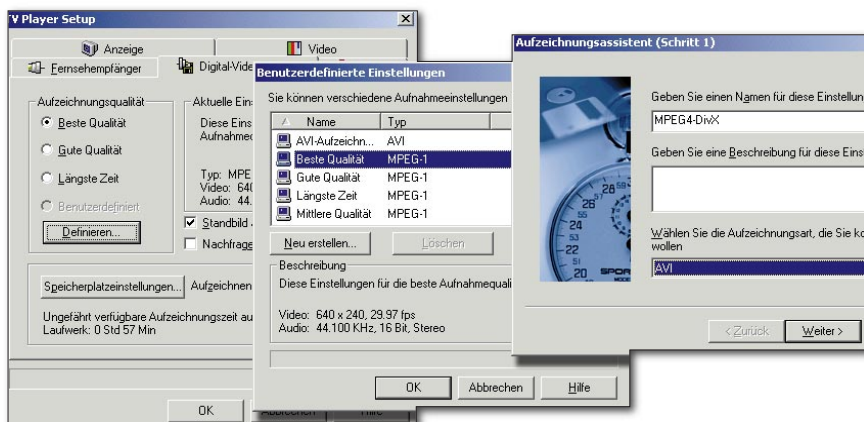 V Player Setup
Anzeige
Video
Fernsehempfänger
Digital-Vide
Aufzeichnungsqualität
Beste Qualität
Gute Qualität
Längste Zeit
Benutzerdefiniert
Definieren...
Aktuelle Ein
Diese Eins
Aufnahmec
Typ: MPE
Video: 640
Audio: 44.
Standbild
Nachfrage
Speicherplatzeinstellungen...
Aufzeichnen
Ungefährt verfügbare Aufzeichnungszeit au
Laufwerk: 0 Std 57 Min
OK
Abbrechen
Hilfe
Benutzerdefinierte Einstellungen
Sie können verschiedene Aufnahmeeinstellungen
Name Typ
AVI-Aufzeichn... AVI
Beste Qualität MPEG-1
Gute Qualität MPEG-1
Längste Zeit MPEG-1
Mittlere Qualität MPEG-1
Neu erstellen...
Löschen
Beschreibung
Diese Einstellungen für die beste Aufnahmequali
Video: 640 x 240, 29.97 fps
Audio: 44.100 KHz, 16 Bit, Stereo
OK
Abbrechen
Hilfe
Aufzeichnungsassistent (Schritt 1)
Geben Sie einen Namen für diese Einstellun
MPEG4-DivX
Geben Sie eine Beschreibung für diese Eins
Wählen Sie die Aufzeichnungsart, die Sie ko
wollen
AVI
< Zurück
Weiter >